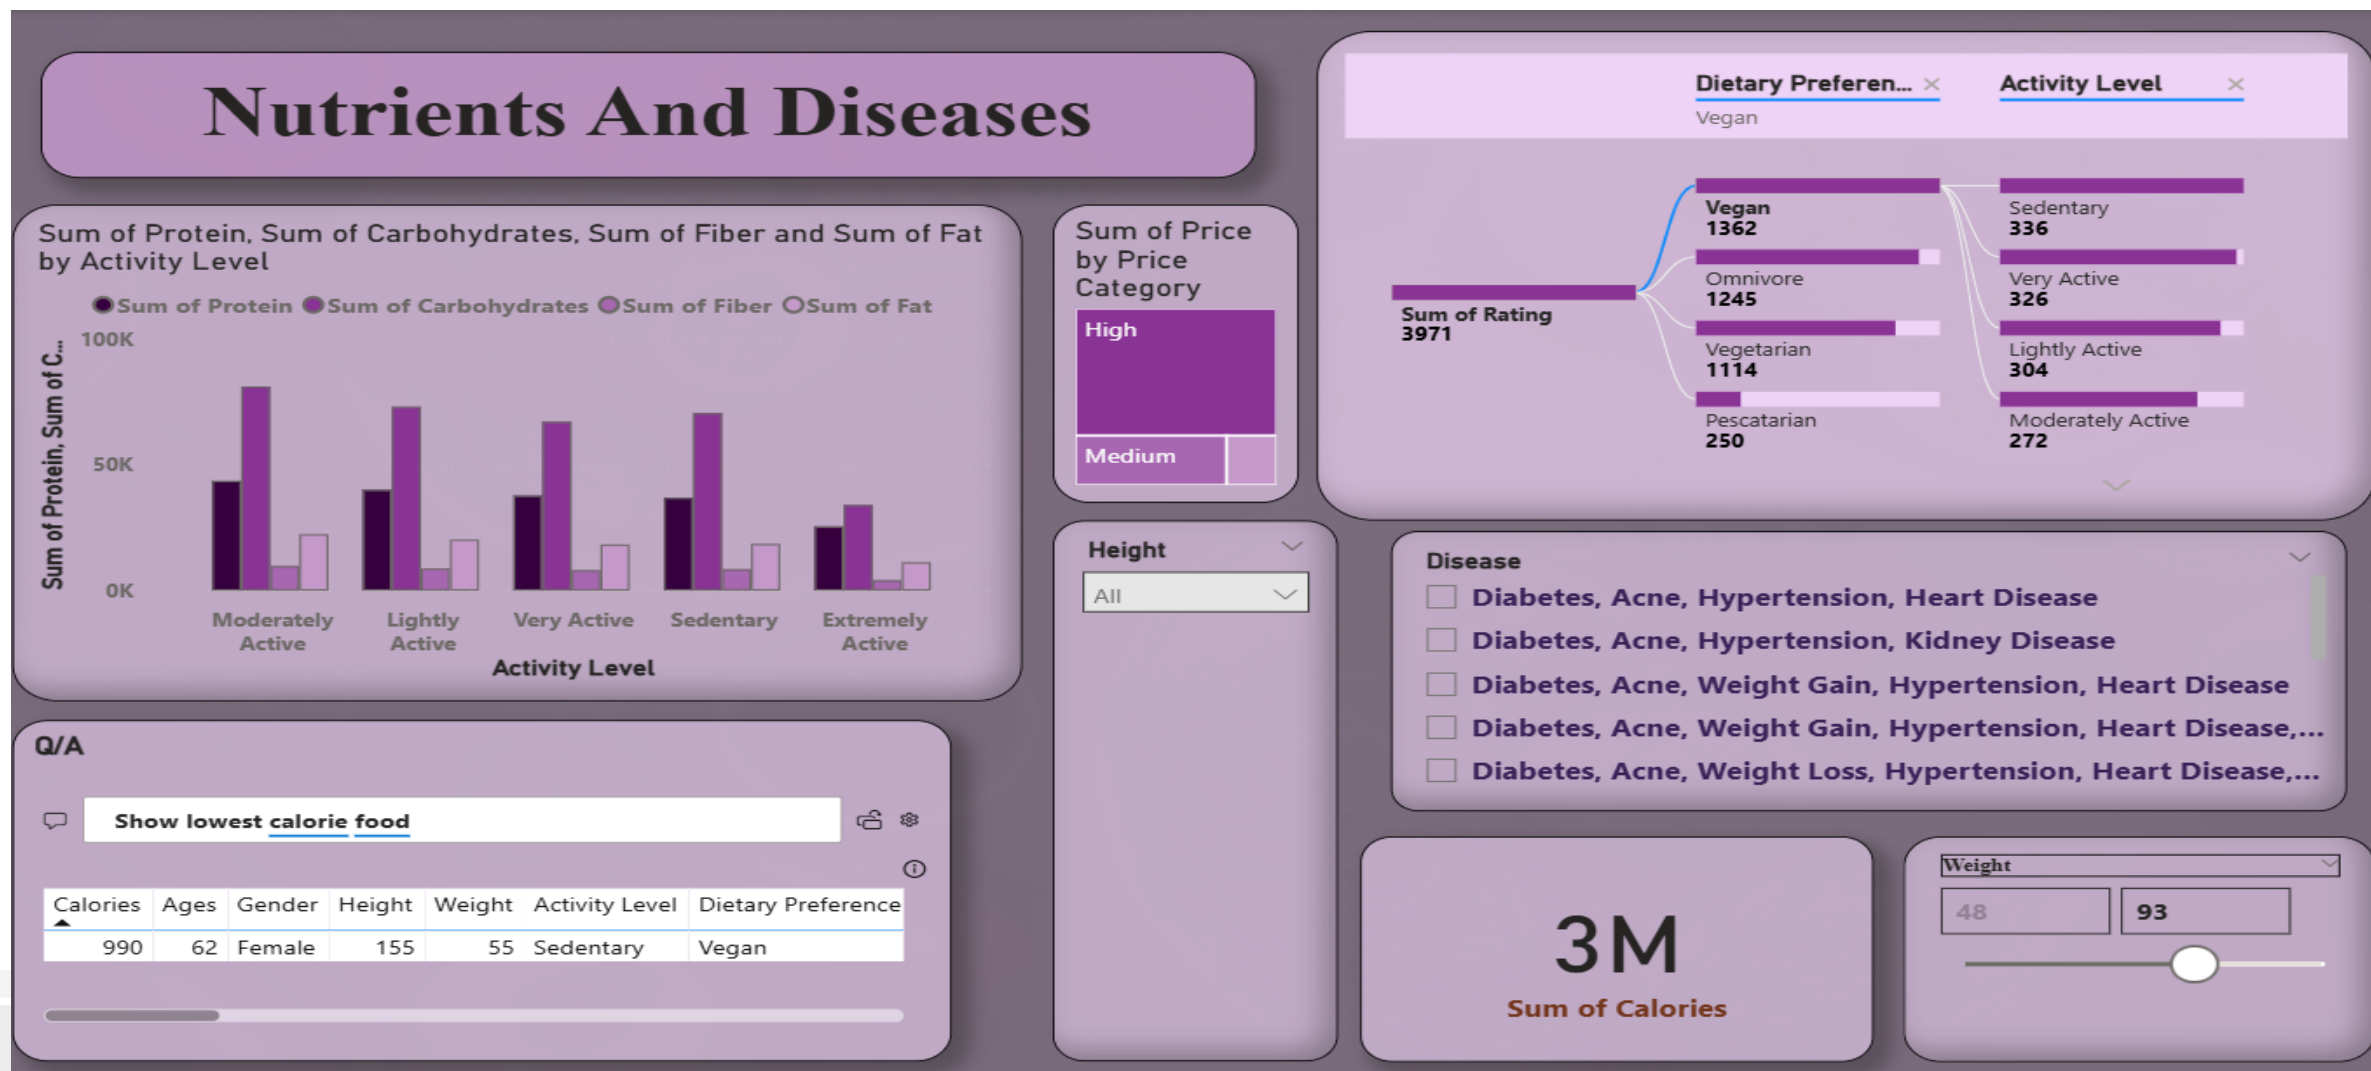 Nutrients And Diseases
Dietary Preferen...
Vegan
Activity Level
Sum of Rating
3971
Vegan
1362
Omnivore
1245
Vegetarian
1114
Pescatarian
250
Sedentary
336
Very Active
326
Lightly Active
304
Moderately Active
272
Sum of Protein, Sum of Carbohydrates, Sum of Fiber and Sum of Fat
by Activity Level
Sum of Protein Sum of Carbohydrates Sum of Fiber Sum of Fat
Sum of Protein, Sum of C...
100K
50K
0K
Moderately
Active
Lightly
Active
Very Active
Sedentary
Extremely
Active
Activity Level
Sum of Price
by Price
Category
High
Medium
Height
All
Disease
Diabetes, Acne, Hypertension, Heart Disease
Diabetes, Acne, Hypertension, Kidney Disease
Diabetes, Acne, Weight Gain, Hypertension, Heart Disease
Diabetes, Acne, Weight Gain, Hypertension, Heart Disease,...
Diabetes, Acne, Weight Loss, Hypertension, Heart Disease,...
Q/A
Show lowest calorie food
Calories Ages Gender Height Weight Activity Level Dietary Preference
990 62 Female 155 55 Sedentary Vegan
3M
Sum of Calories
Weight
48 93